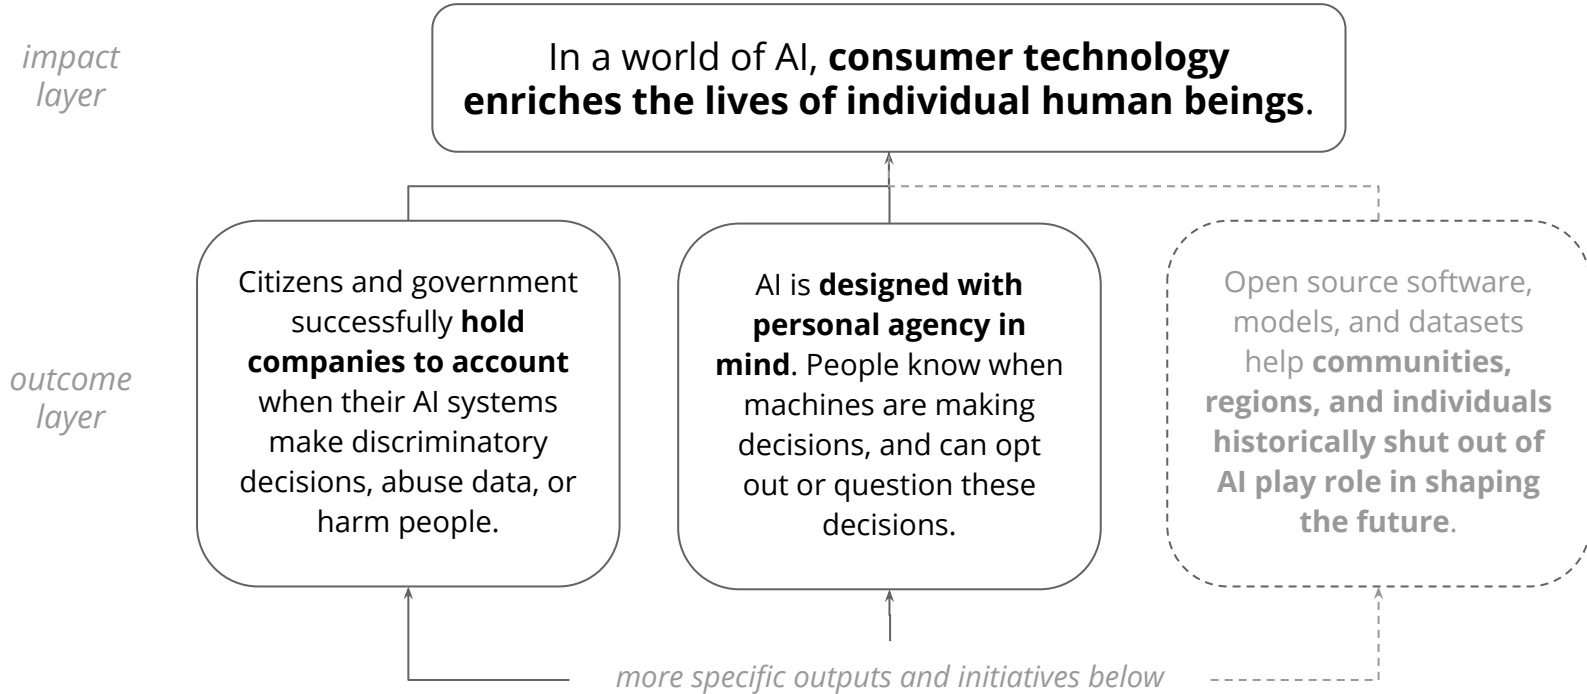 impact
layer
In a world of AI, consumer technology
enriches the lives of individual human beings.
outcome
layer
Citizens and government
successfully hold
companies to account
when their AI systems
make discriminatory
decisions, abuse data, or
harm people.
AI is designed with
personal agency in
mind. People know when
machines are making
decisions, and can opt
out or question these
decisions.
Open source software,
models, and datasets
help communities,
regions, and individuals
historically shut out of
AI play role in shaping
the future.
more specific outputs and initiatives below